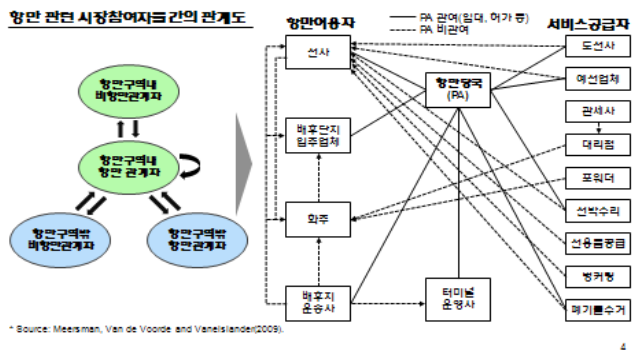 항만 관련 시장참여자들간의 관계도
항만이용자
PA 관여(임대, 허가 등)
PA 비관여
서비스공급자
항만구역내
비항만관계자
항만구역내
항만 관계자
항만구역밖
비항만관계자
항만구역밖
항만관계자
선사
배후단지
입주업체
화주
배후지
운송사
항만당국
(PA)
터미널
운영사
도선사
예선업체
관세사
대리점
포워더
선박수리
선용품공급
벙커링
폐기물수거
* Source: Meersman, Van de Voorde and Vanelslander(2009).
4